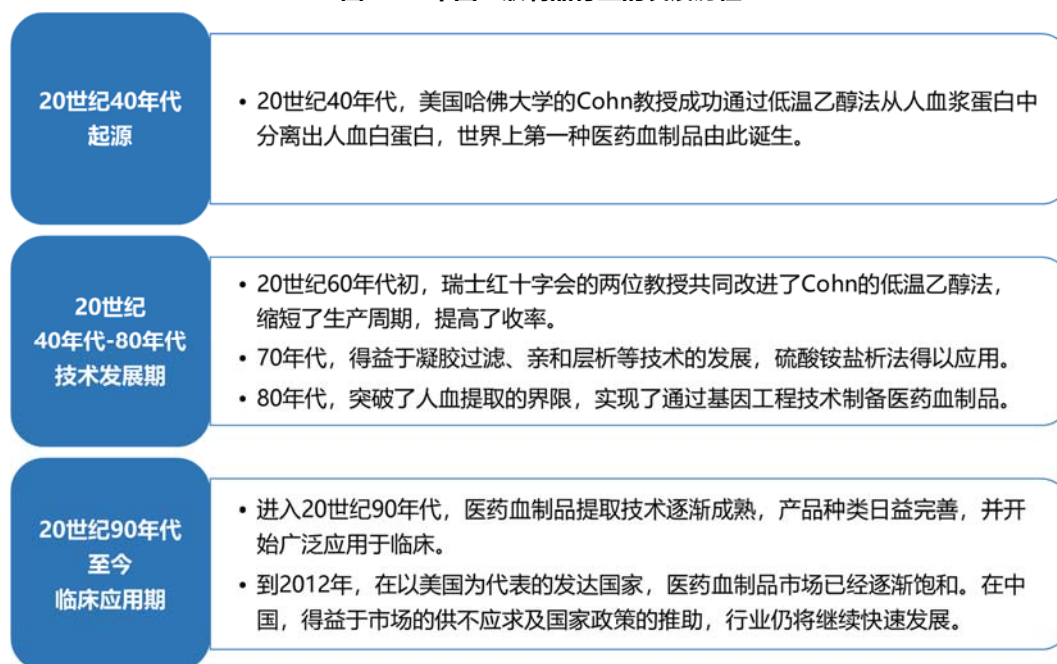 20世纪40年代
起源
• 20世纪40年代，美国哈佛大学的Cohn教授成功通过低温乙醇法从人血浆蛋白中
分离出人血白蛋白，世界上第一种医药血制品由此诞生。
20世纪
40年代-80年代
技术发展期
• 20世纪60年代初，瑞士红十字会的两位教授共同改进了Cohn的低温乙醇法，
缩短了生产周期，提高了收率。
• 70年代，得益于凝胶过滤、亲和层析等技术的发展，硫酸铵盐析法得以应用。
• 80年代，突破了人血提取的界限，实现了通过基因工程技术制备医药血制品。
20世纪90年代
至今
临床应用期
• 进入20世纪90年代，医药血制品提取技术逐渐成熟，产品种类日益完善，并开
始广泛应用于临床。
• 到2012年，在以美国为代表的发达国家，医药血制品市场已经逐渐饱和。在中
国，得益于市场的供不应求及国家政策的推助，行业仍将继续快速发展。